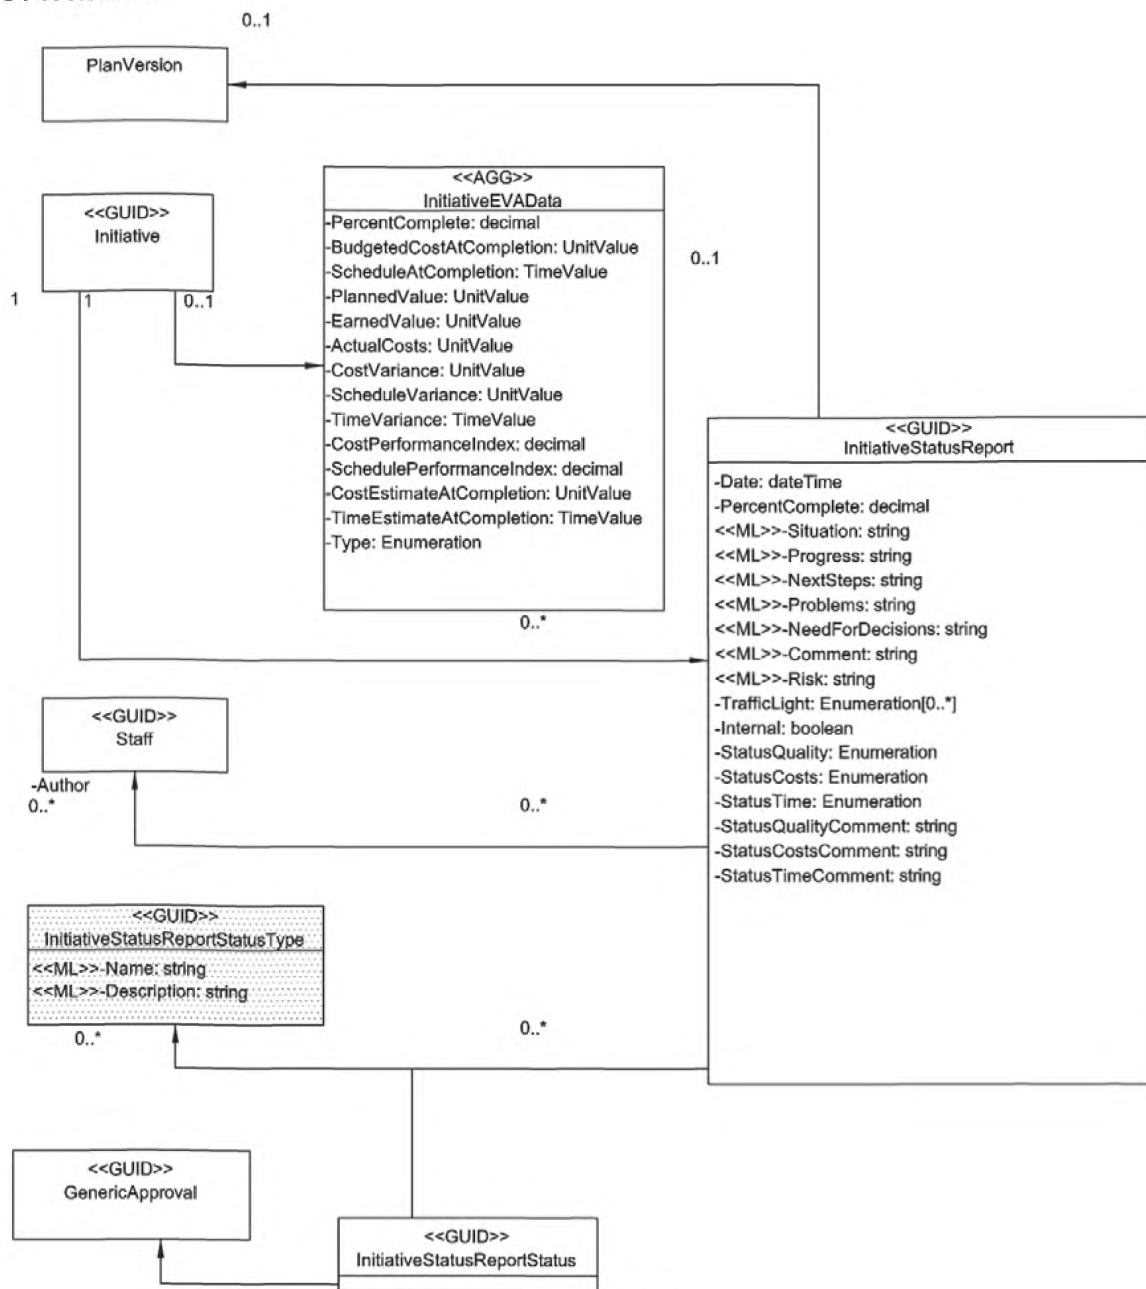 0..1
PlanVersion
<<GUID>>
Initiative
1
1
0..1
<<AGG>>
InitiativeEVAData
-PercentComplete: decimal
-BudgetedCostAtCompletion: UnitValue
-ScheduleAtCompletion: TimeValue
-PlannedValue: UnitValue
-EarnedValue: UnitValue
-ActualCosts: UnitValue
-CostVariance: UnitValue
-ScheduleVariance: UnitValue
-TimeVariance: TimeValue
-CostPerformanceIndex: decimal
-SchedulePerformanceIndex: decimal
-CostEstimateAtCompletion: UnitValue
-TimeEstimateAtCompletion: TimeValue
-Type: Enumeration
0..1
0..*
<<GUID>>
InitiativeStatusReport
-Date: dateTime
-PercentComplete: decimal
<<ML>>-Situation: string
<<ML>>-Progress: string
<<ML>>-NextSteps: string
<<ML>>-Problems: string
<<ML>>-NeedForDecisions: string
<<ML>>-Comment: string
<<ML>>-Risk: string
-TrafficLight: Enumeration[0..*]
-Internal: boolean
-StatusQuality: Enumeration
-StatusCosts: Enumeration
-StatusTime: Enumeration
-StatusQualityComment: string
-StatusCostsComment: string
-StatusTimeComment: string
<<GUID>>
Staff
-Author
0..*
0..*
<<GUID>>
InitiativeStatusReportStatusType
<<ML>>-Name: string
<<ML>>-Description: string
0..*
0..*
<<GUID>>
GenericApproval
<<GUID>>
InitiativeStatusReportStatus